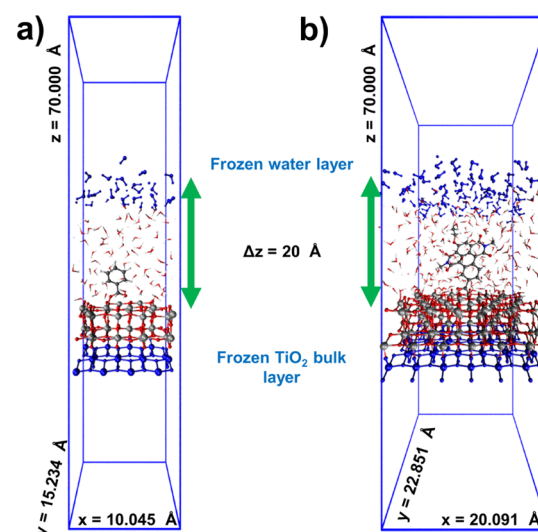 a)
b)
z = 70.000 Å
z = 70.000 Å
Frozen water layer
Δz = 20 Å
Frozen TiO₂ bulk
layer
y = 15.234 Å
x = 10.045 Å
y = 22.851 Å
x = 20.091 Å